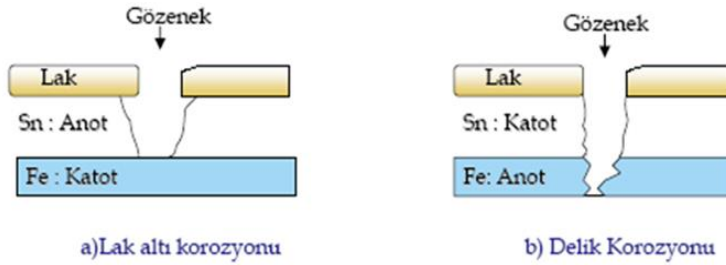 Gözenek
Lak
Sn : Anot
Fe : Katot
a)Lak altı korozyonu
Gözenek
Lak
Sn : Katot
Fe: Anot
b) Delik Korozyonu